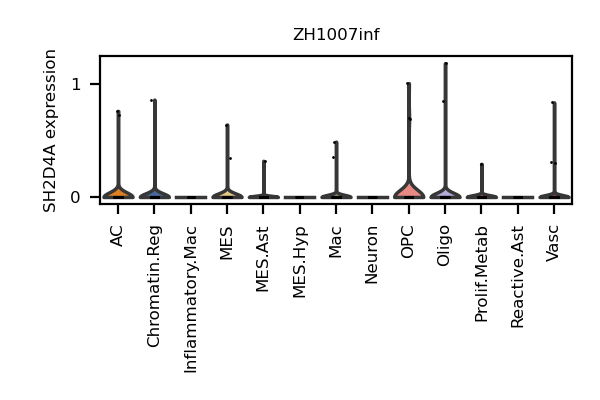 ZH1007inf
SH2D4A expression
1
0
AC
Chromatin.Reg
Inflammatory.Mac
MES
MES.Ast
MES.Hyp
Mac
Neuron
OPC
Oligo
Prolif.Metab
Reactive.Ast
Vasc